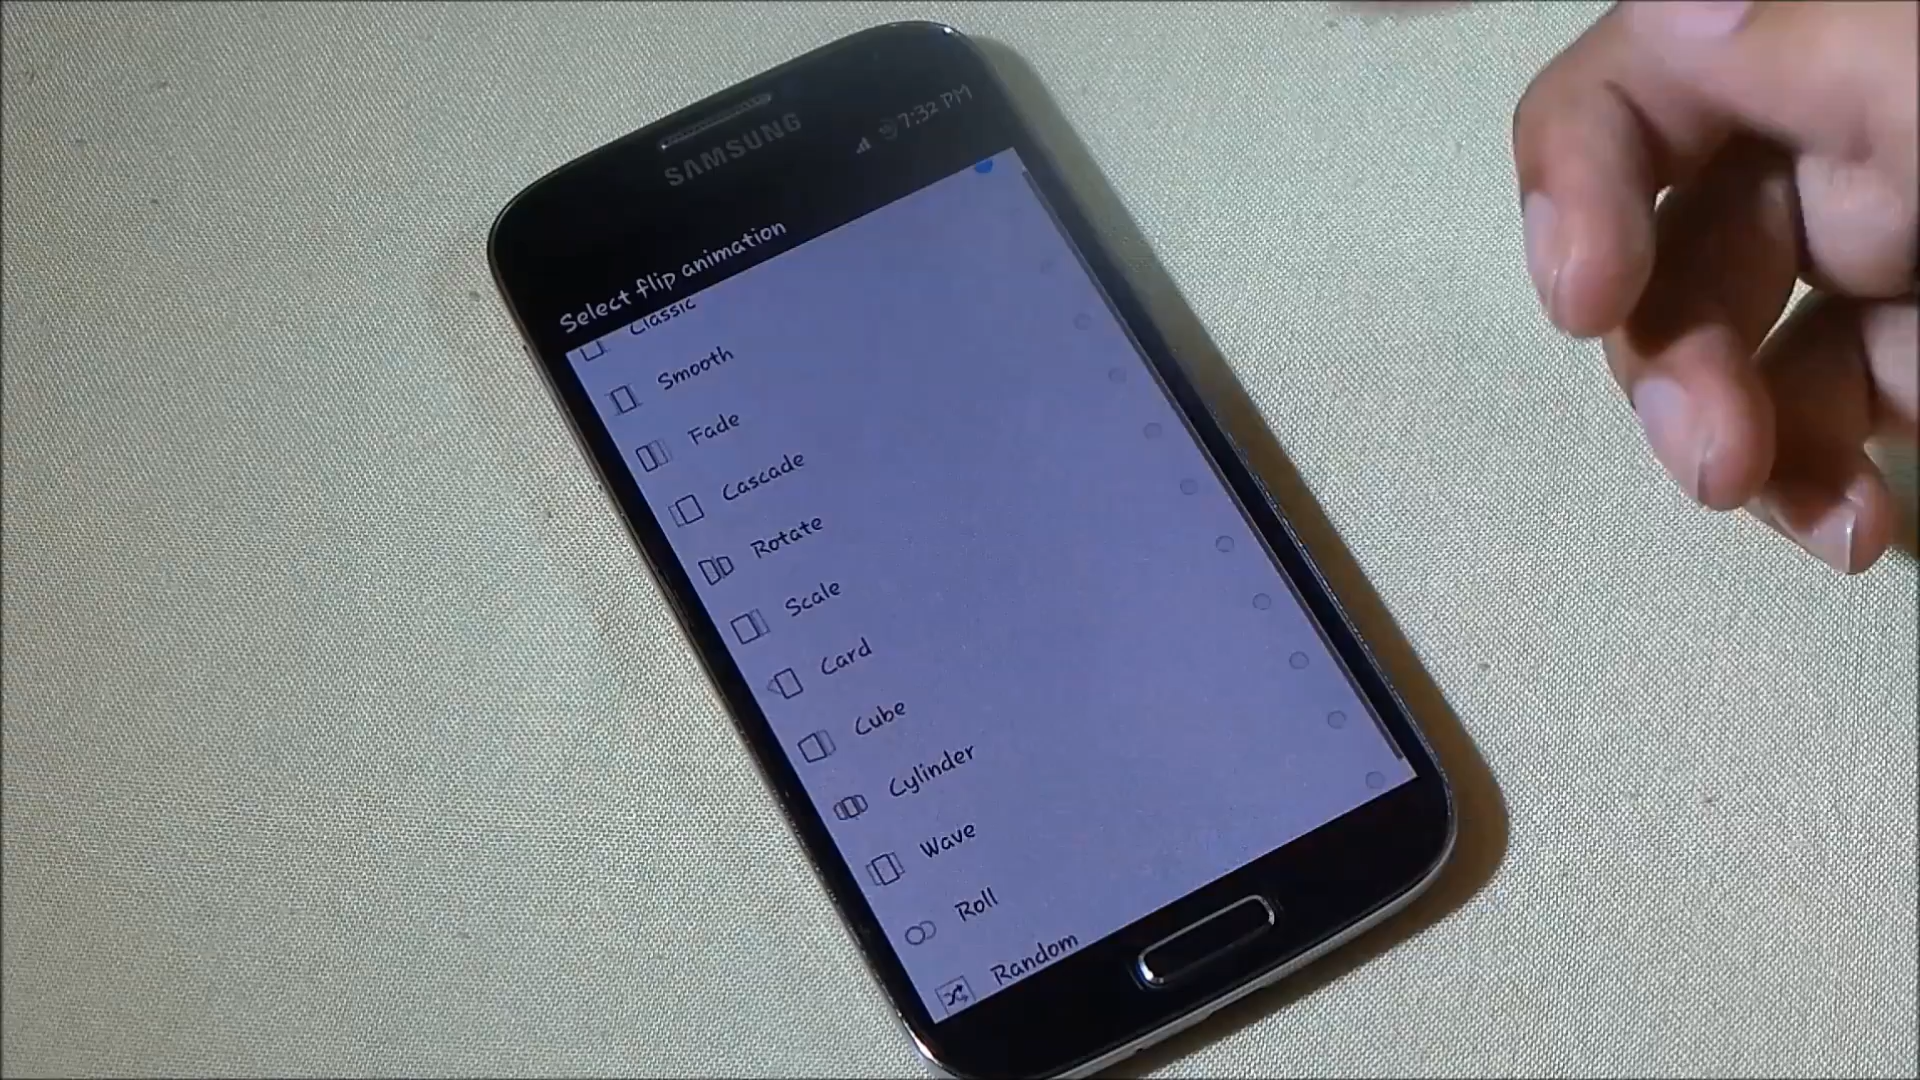 SAMSUNG
7:32 PM
Select flip animation
Classic
Smooth
Fade
Cascade
Rotate
Scale
Card
Cube
Cylinder
Wave
Roll
Random